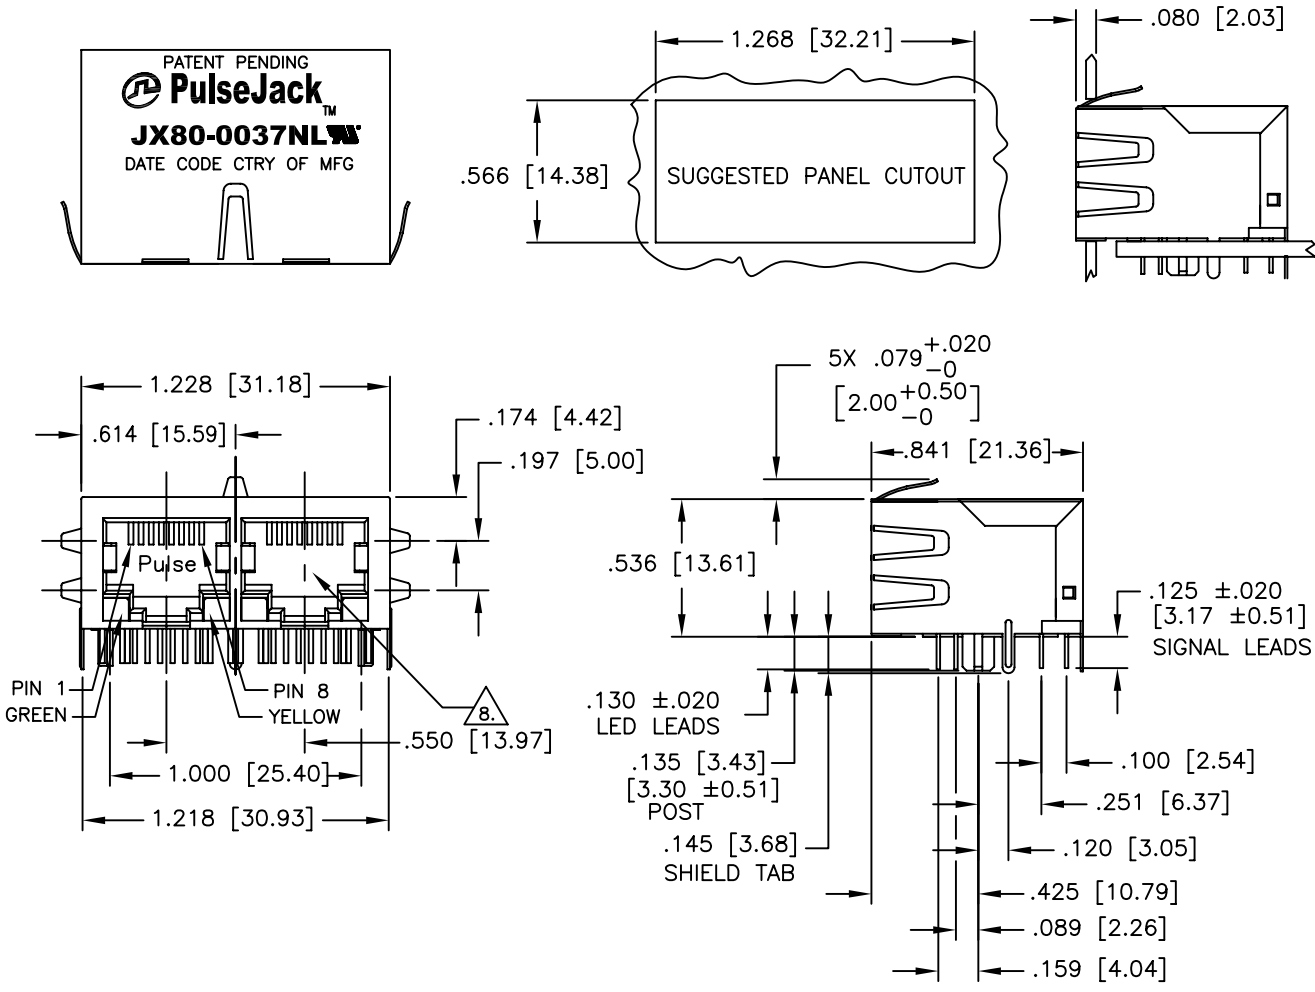 PATENT PENDING
PulseJack™
JX80-0037NL
DATE CODE CTRY OF MFG
1.268 [32.21]
.566 [14.38]
SUGGESTED PANEL CUTOUT
.080 [2.03]
1.228 [31.18]
.614 [15.59]
.174 [4.42]
.197 [5.00]
Pulse
PIN 1
GREEN
PIN 8
YELLOW
8.
.550 [13.97]
1.000 [25.40]
1.218 [30.93]
5X .079 +.020 -0
[2.00 +0.50 -0]
.841 [21.36]
.536 [13.61]
.125 ±.020
[3.17 ±0.51]
SIGNAL LEADS
.130 ±.020
LED LEADS
.135 [3.43]
[3.30 ±0.51]
POST
.145 [3.68]
SHIELD TAB
.100 [2.54]
.251 [6.37]
.120 [3.05]
.425 [10.79]
.089 [2.26]
.159 [4.04]